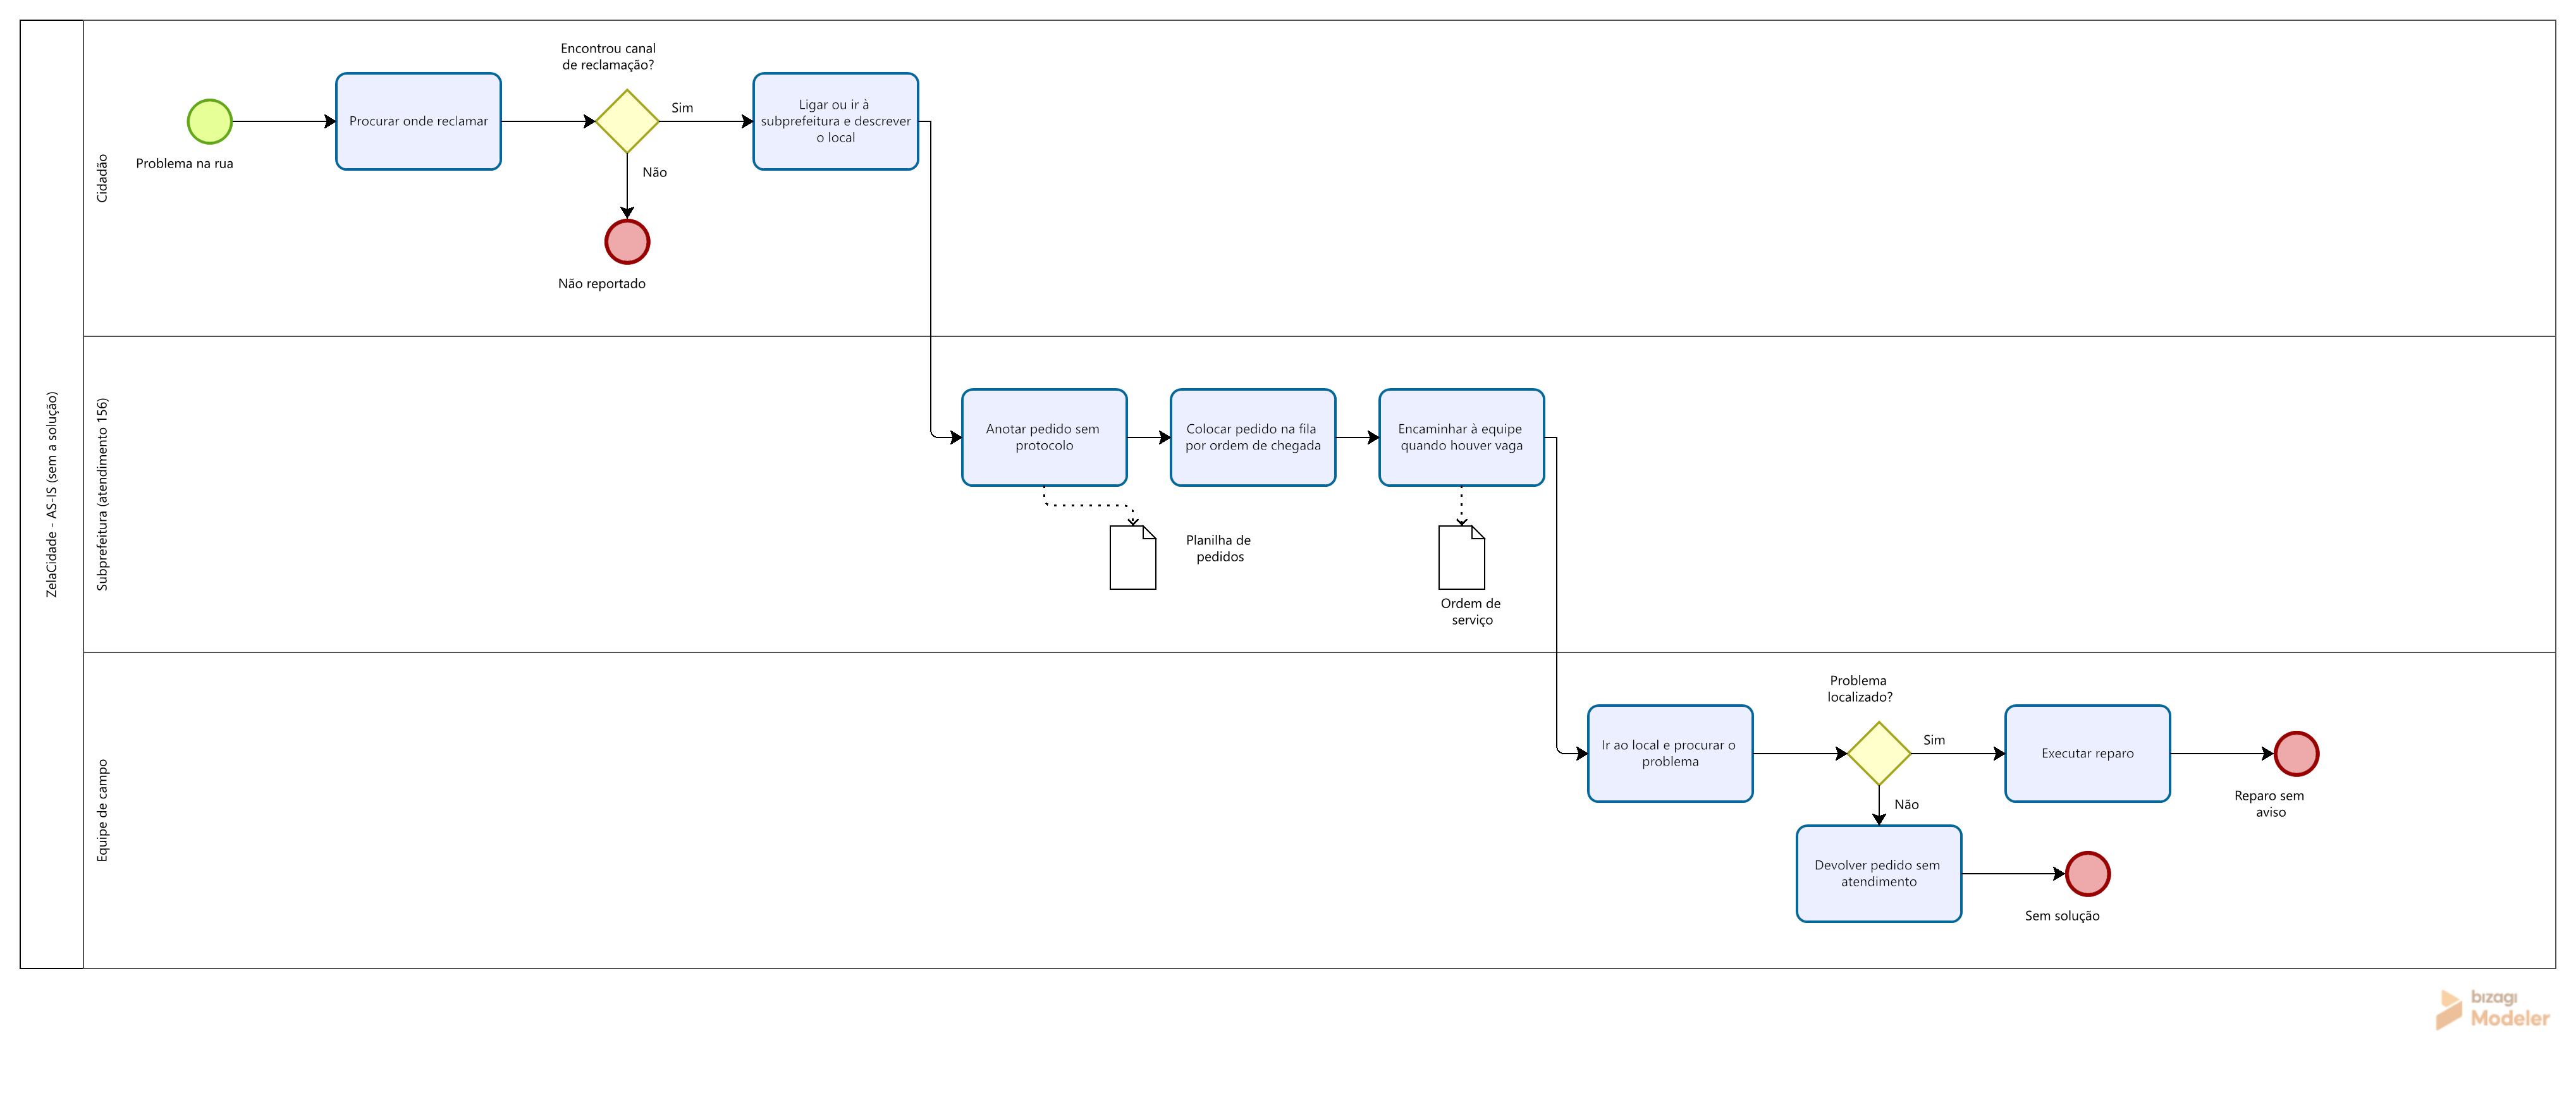 ZelaCidade - AS-IS (sem a solução)
Cidadão
Problema na rua
Procurar onde reclamar
Encontrou canal
de reclamação?
Sim
Não
Não reportado
Ligar ou ir à
subprefeitura e descrever
o local
Subprefeitura (atendimento 156)
Anotar pedido sem
protocolo
Planilha de
pedidos
Colocar pedido na fila
por ordem de chegada
Encaminhar à equipe
quando houver vaga
Ordem de
serviço
Equipe de campo
Ir ao local e procurar o
problema
Problema
localizado?
Sim
Não
Executar reparo
Reparo sem
aviso
Devolver pedido sem
atendimento
Sem solução
bizagi
Modeler